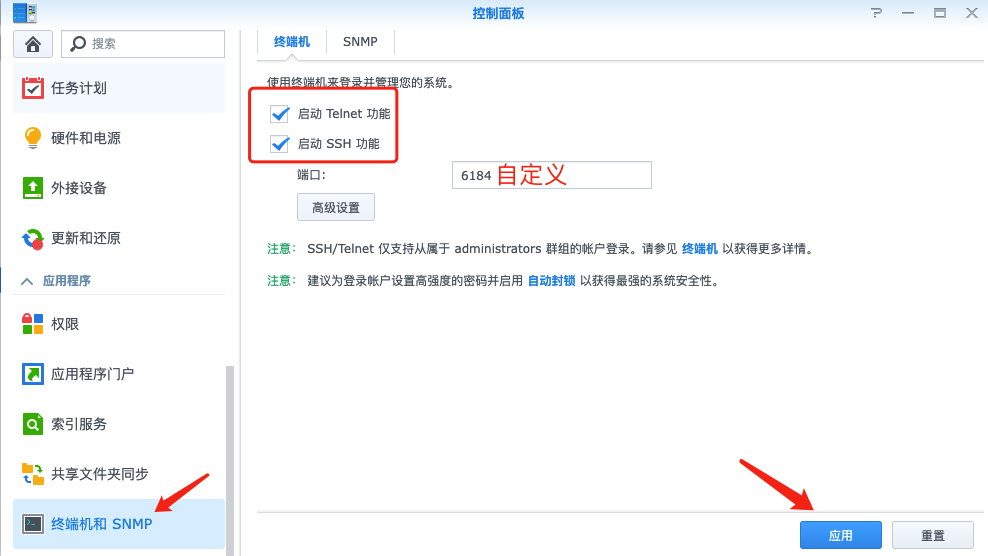 控制面板
搜索
任务计划
硬件和电源
外接设备
更新和还原
应用程序
权限
应用程序门户
索引服务
共享文件夹同步
终端机和 SNMP
终端机 SNMP
使用终端机来登录并管理您的系统。
启动 Telnet 功能
启动 SSH 功能
端口: 6184 自定义
高级设置
注意: SSH/Telnet 仅支持从属于 administrators 群组的帐户登录。请参见 终端机 以获得更多详情。
注意: 建议为登录帐户设置高强度的密码并启用 自动封锁 以获得最强的系统安全性。
应用 重置